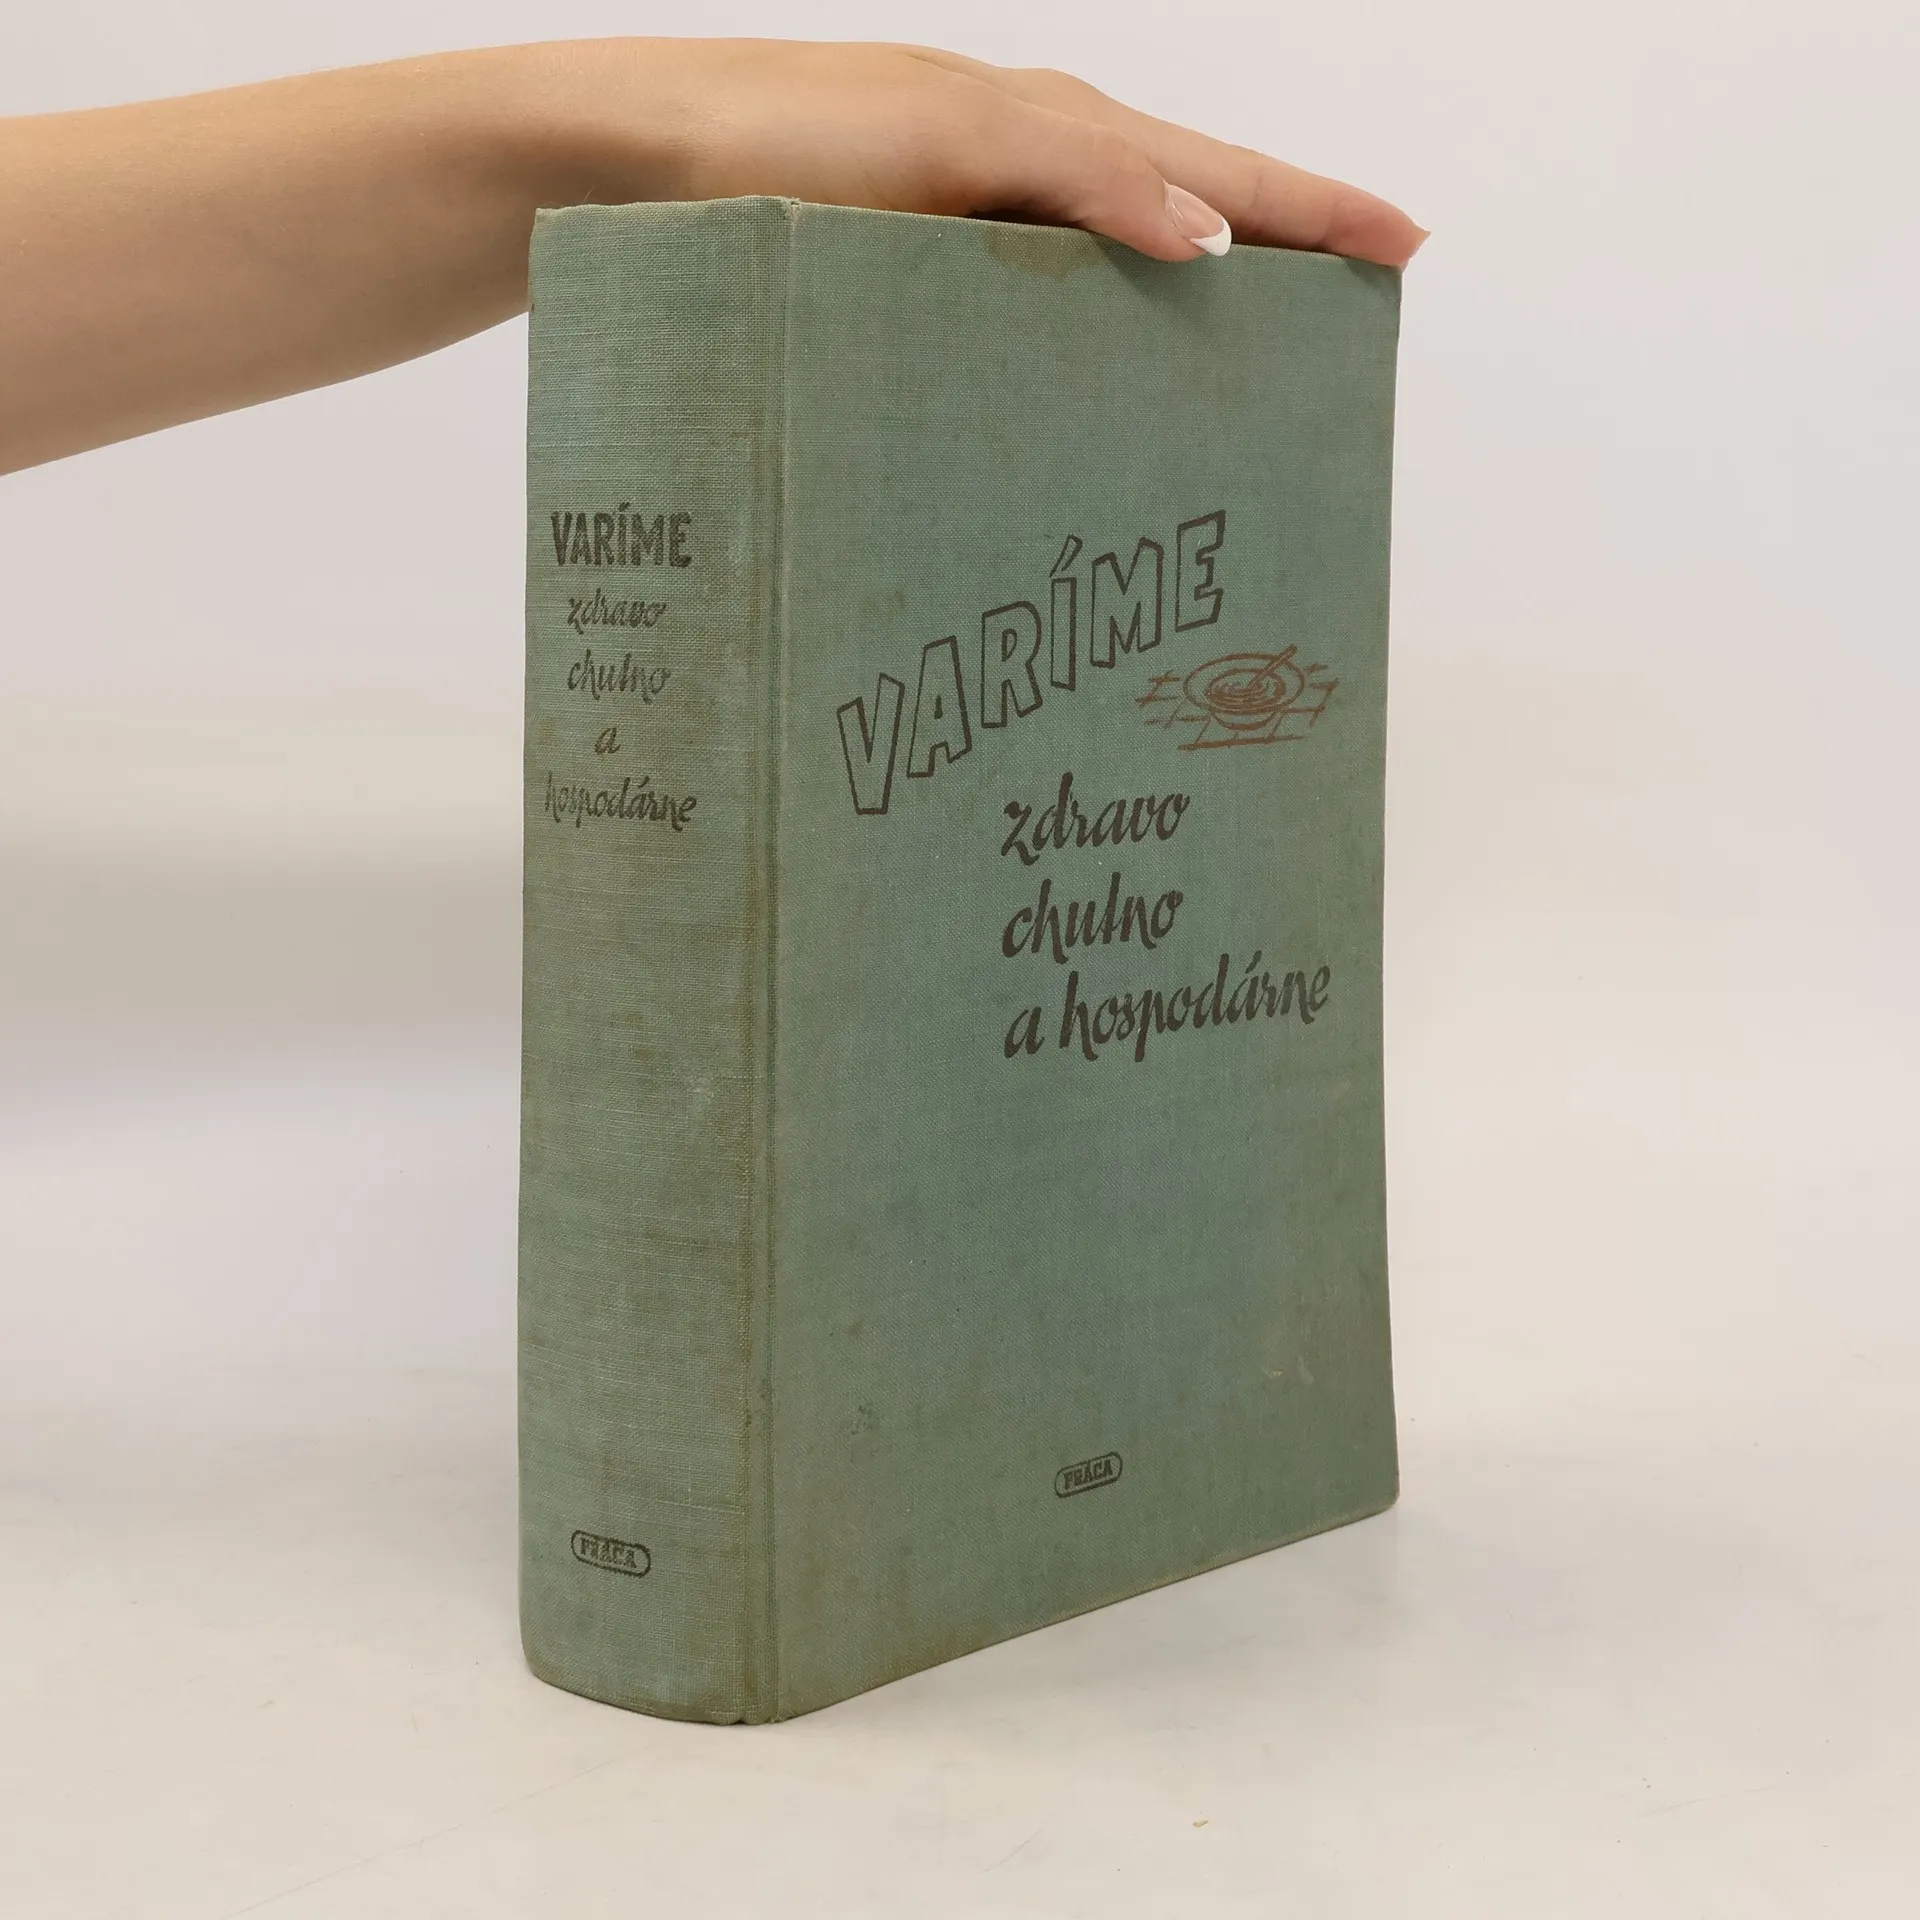 VARÍME
zdravo
chutno
a
hospodárne
PRÁCA
VARÍME
zdravo
chutno
a hospodárne
PRÁCA